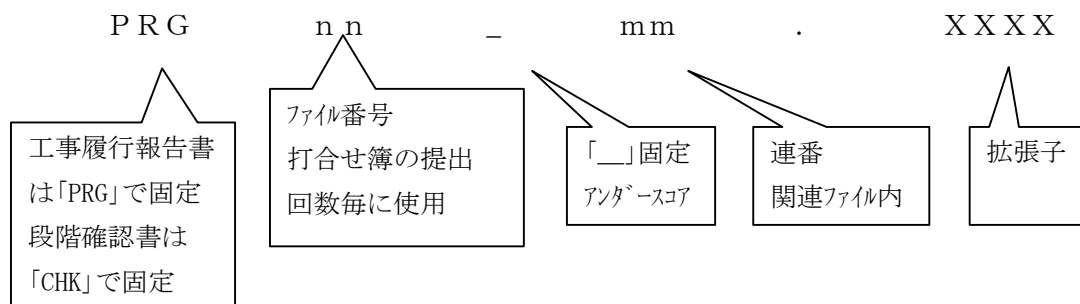 ＰＲＧ ｎｎ ＿ ｍｍ ． ＸＸＸＸ
工事履行報告書
は「PRG」で固定
段階確認書は
「CHK」で固定
ﾌｧｲﾙ番号
打合せ簿の提出
回数毎に使用
「＿」固定
ｱﾝﾀﾞｰｽｺｱ
連番
関連ﾌｧｲﾙ内
拡張子